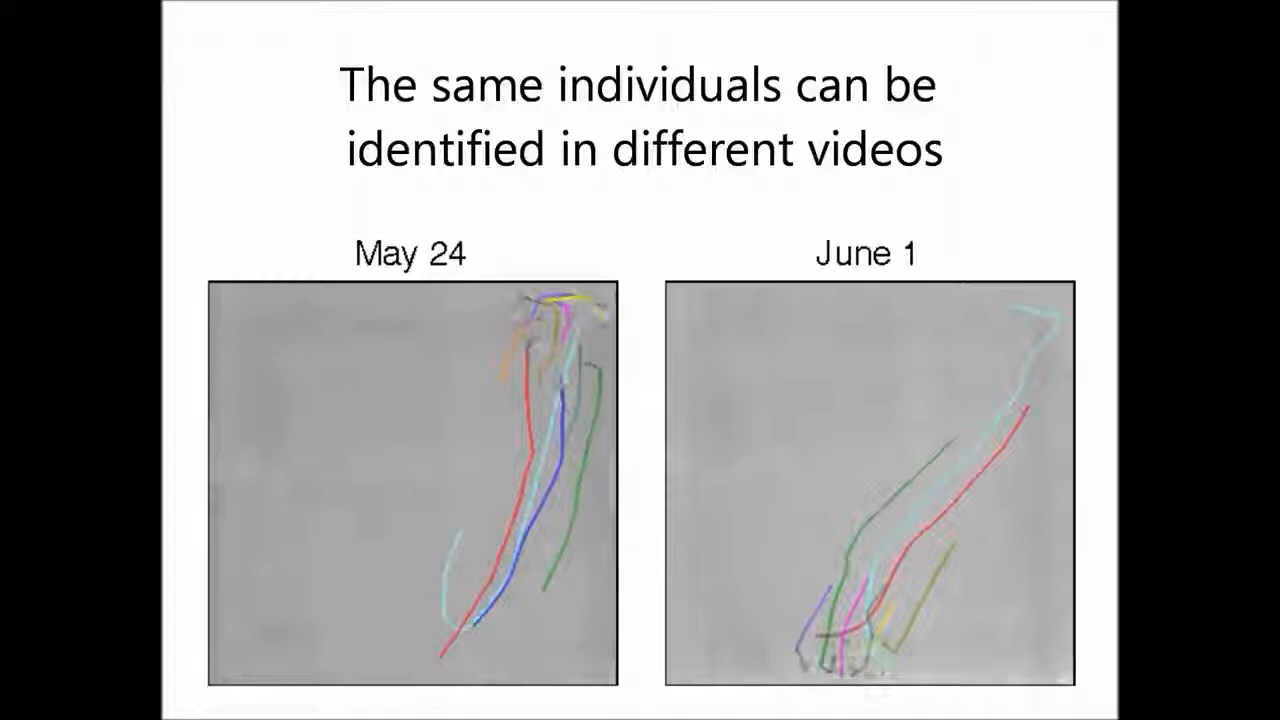 The same individuals can be
identified in different videos
May 24
June 1